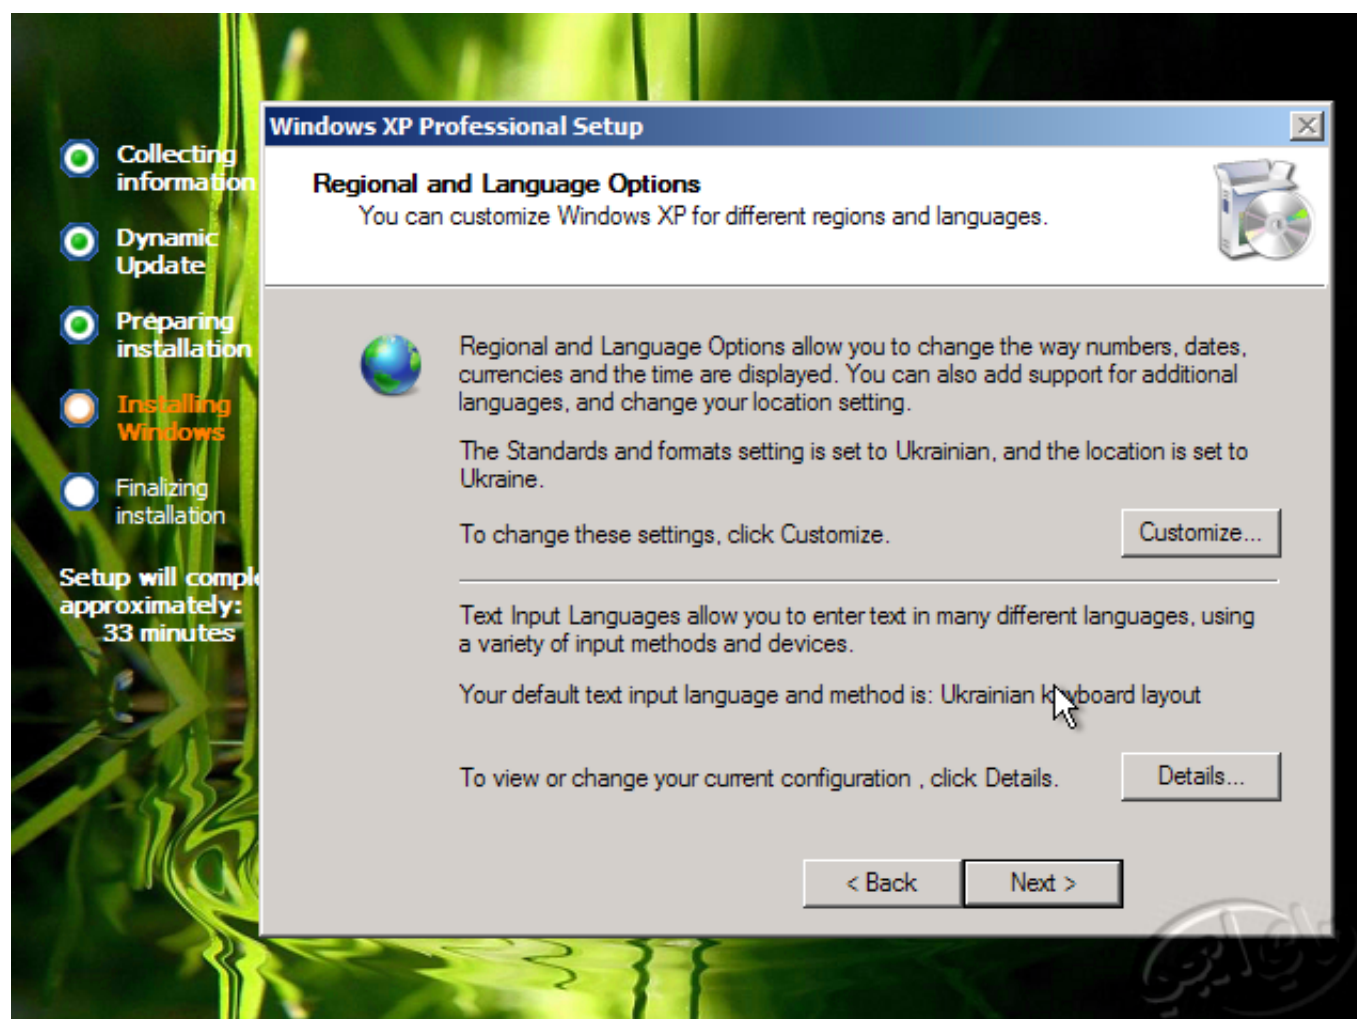 Collecting
information
Dynamic
Update
Preparing
installation
Installing
Windows
Finalizing
installation
Setup will
approximately:
33 minutes
Windows XP Professional Setup
Regional and Language Options
You can customize Windows XP for different regions and languages.
Regional and Language Options allow you to change the way numbers, dates,
currencies and the time are displayed. You can also add support for additional
languages, and change your location setting.
The Standards and formats setting is set to Ukrainian, and the location is set to
Ukraine.
To change these settings, click Customize.
Customize...
Text Input Languages allow you to enter text in many different languages, using
a variety of input methods and devices.
Your default text input language and method is: Ukrainian keyboard layout
To view or change your current configuration , click Details.
Details...
< Back
Next >